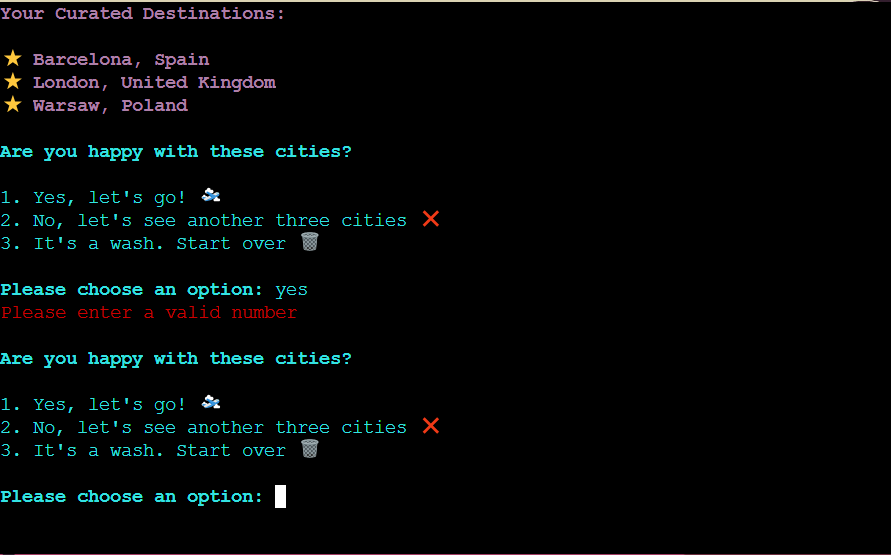 Your Curated Destinations:
⭐ Barcelona, Spain
⭐ London, United Kingdom
⭐ Warsaw, Poland
Are you happy with these cities?
1. Yes, let's go! 🛫
2. No, let's see another three cities ❌
3. It's a wash. Start over 🗑️
Please choose an option: yes
Please enter a valid number
Are you happy with these cities?
1. Yes, let's go! 🛫
2. No, let's see another three cities ❌
3. It's a wash. Start over 🗑️
Please choose an option: